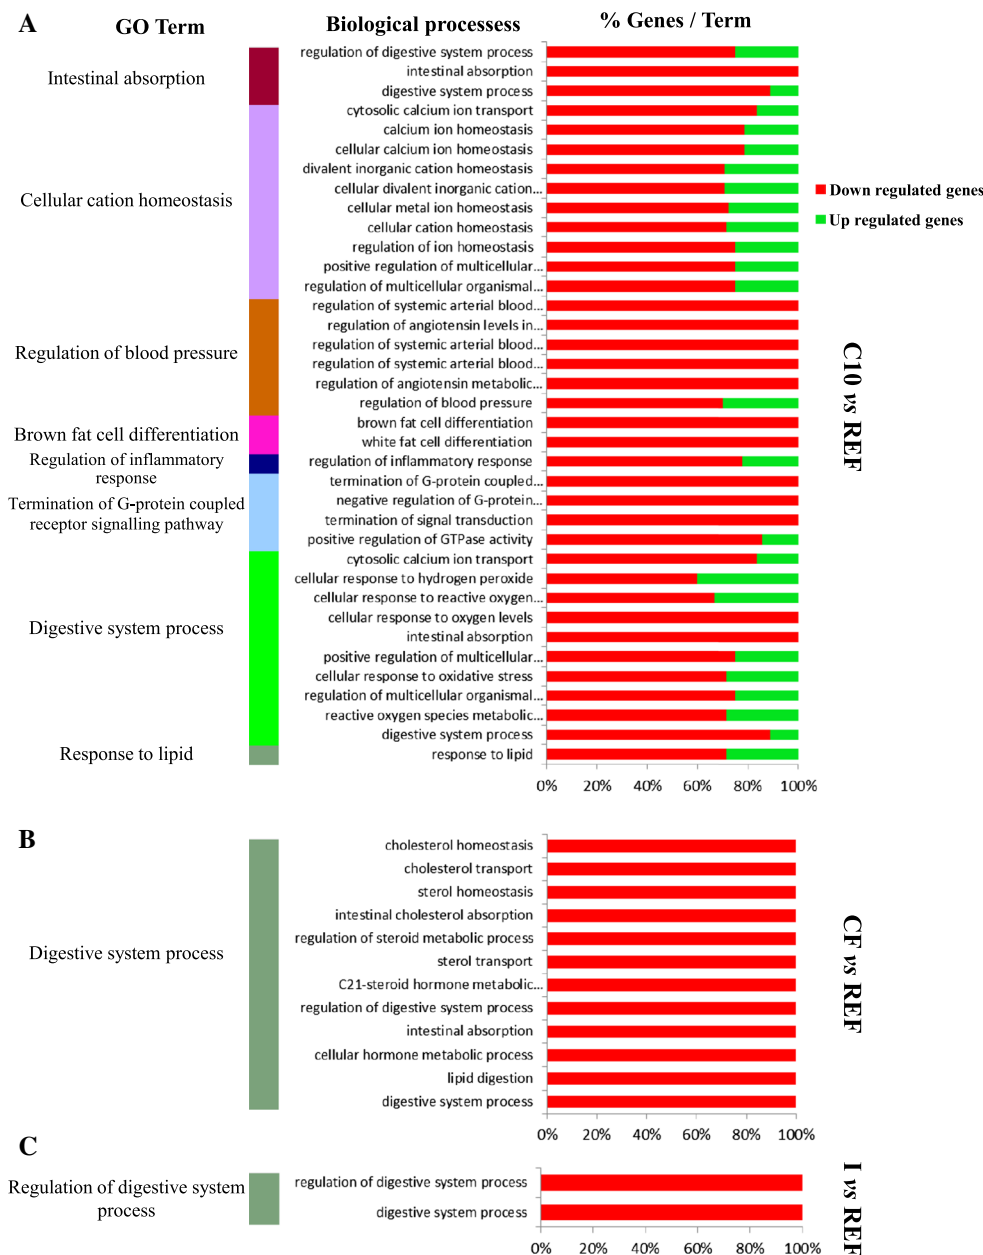 A
GO Term
Biological processess
% Genes / Term
Intestinal absorption
Cellular cation homeostasis
Regulation of blood pressure
Brown fat cell differentiation
Regulation of inflammatory
response
Termination of G-protein coupled
receptor signalling pathway
Digestive system process
Response to lipid
regulation of digestive system process
intestinal absorption
digestive system process
cytosolic calcium ion transport
calcium ion homeostasis
cellular calcium ion homeostasis
divalent inorganic cation homeostasis
cellular divalent inorganic cation...
cellular metal ion homeostasis
cellular cation homeostasis
regulation of ion homeostasis
positive regulation of multicellular...
regulation of multicellular organismal...
regulation of systemic arterial blood...
regulation of angiotensin levels in...
regulation of systemic arterial blood...
regulation of systemic arterial blood...
regulation of angiotensin metabolic...
regulation of blood pressure
brown fat cell differentiation
white fat cell differentiation
regulation of inflammatory response
termination of G-protein coupled...
negative regulation of G-protein...
termination of signal transduction
positive regulation of GTPase activity
cytosolic calcium ion transport
cellular response to hydrogen peroxide
cellular response to reactive oxygen...
cellular response to oxygen levels
intestinal absorption
positive regulation of multicellular...
cellular response to oxidative stress
regulation of multicellular organismal...
reactive oxygen species metabolic...
digestive system process
response to lipid
0% 20% 40% 60% 80% 100%
Down regulated genes
Up regulated genes
C10 vs REF
B
Digestive system process
cholesterol homeostasis
cholesterol transport
sterol homeostasis
intestinal cholesterol absorption
regulation of steroid metabolic process
sterol transport
C21-steroid hormone metabolic...
regulation of digestive system process
intestinal absorption
cellular hormone metabolic process
lipid digestion
digestive system process
0% 20% 40% 60% 80% 100%
CF vs REF
C
Regulation of digestive system
process
regulation of digestive system process
digestive system process
0% 20% 40% 60% 80% 100%
I vs REF